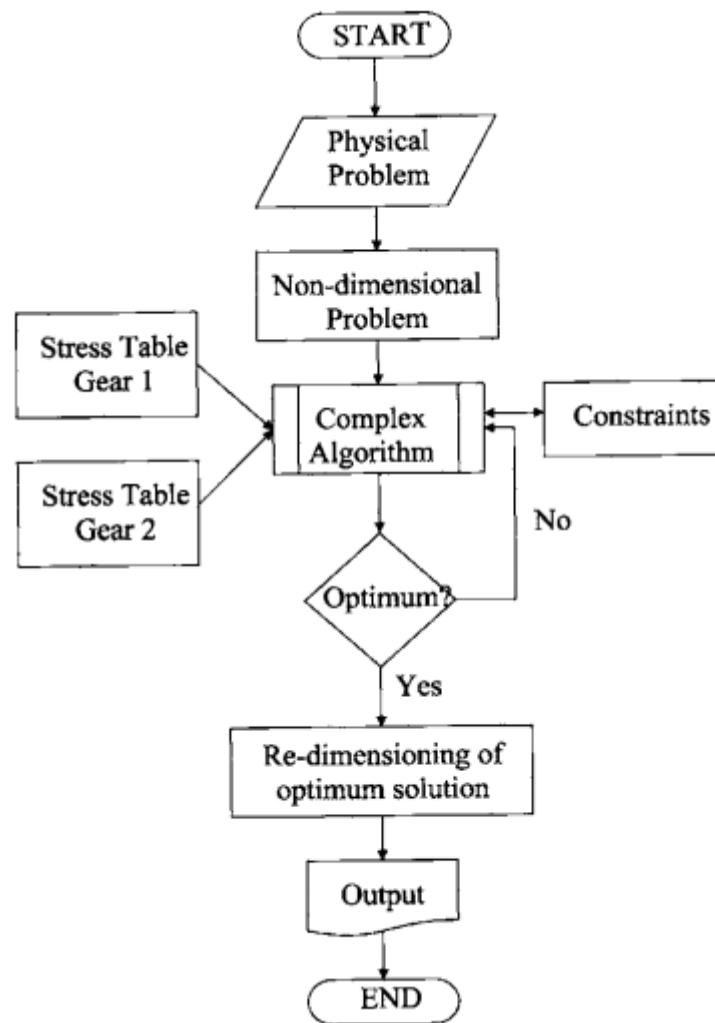 START
Physical
Problem
Non-dimensional
Problem
Stress Table
Gear 1
Complex
Algorithm
Constraints
Stress Table
Gear 2
No
Optimum?
Yes
Re-dimensioning of
optimum solution
Output
END